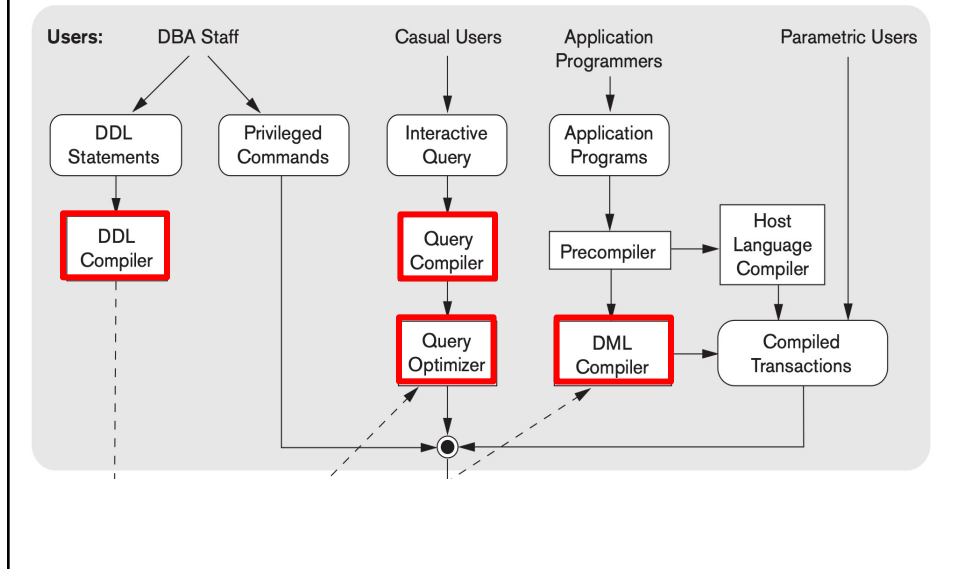 Users: DBA Staff Casual Users Application Programmers Parametric Users
DDL
Statements
Privileged
Commands
Interactive
Query
Application
Programs
DDL
Compiler
Query
Compiler
Precompiler
Host
Language
Compiler
Query
Optimizer
DML
Compiler
Compiled
Transactions